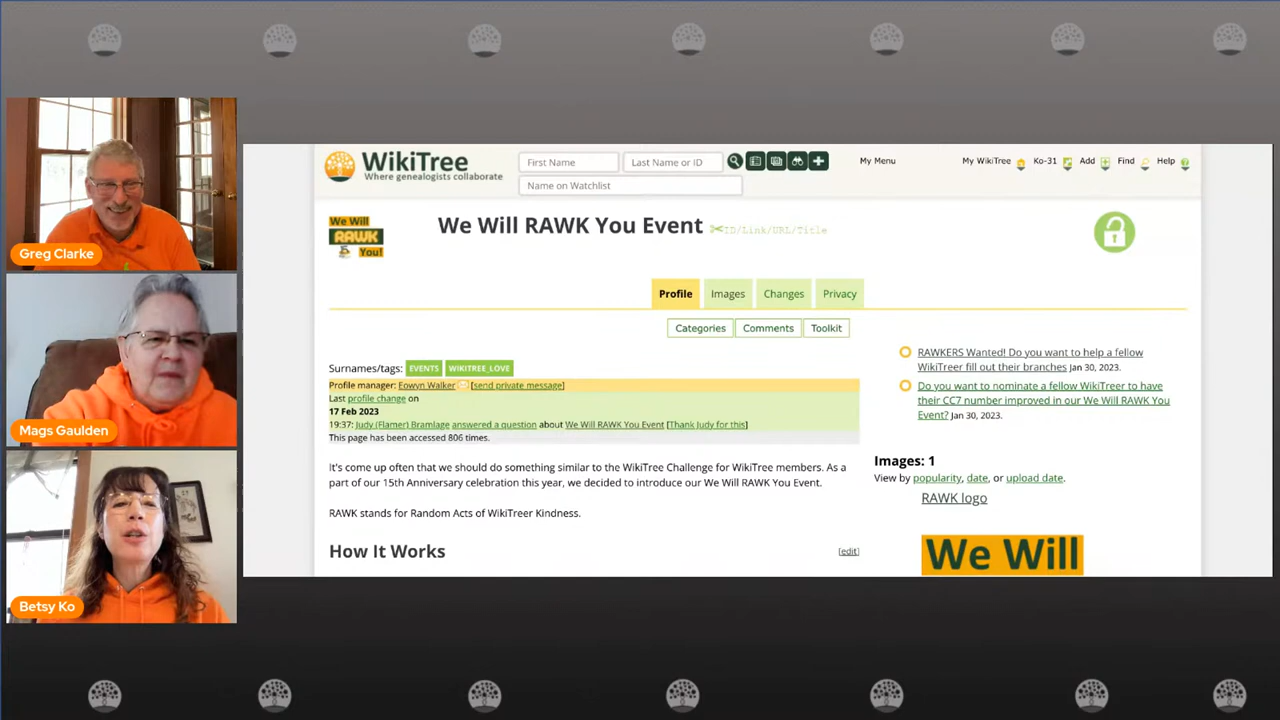 Greg Clarke
Mags Gaulden
Betsy Ko
WikiTree
Where genealogists collaborate
First Name
Last Name or ID
Name on Watchlist
My Menu
My WikiTree
Ko-31
Add
Find
Help
We Will
RAWK
You!
We Will RAWK You Event
ID/Link/URL/Title
Profile
Images
Changes
Privacy
Categories
Comments
Toolkit
Surnames/tags: EVENTS WIKITREE_LOVE
Profile manager: Eowyn Walker [send private message]
Last profile change on
17 Feb 2023
19:37: Judy (Flamer) Bramlage answered a question about We Will RAWK You Event [Thank Judy for this]
This page has been accessed 806 times.
It's come up often that we should do something similar to the WikiTree Challenge for WikiTree members. As a
part of our 15th Anniversary celebration this year, we decided to introduce our We Will RAWK You Event.
RAWK stands for Random Acts of WikiTreer Kindness.
How It Works
[edit]
RAWKERS Wanted! Do you want to help a fellow
WikiTreer fill out their branches Jan 30, 2023.
Do you want to nominate a fellow WikiTreer to have
their CC7 number improved in our We Will RAWK You
Event? Jan 30, 2023.
Images: 1
View by popularity, date, or upload date.
RAWK logo
We Will